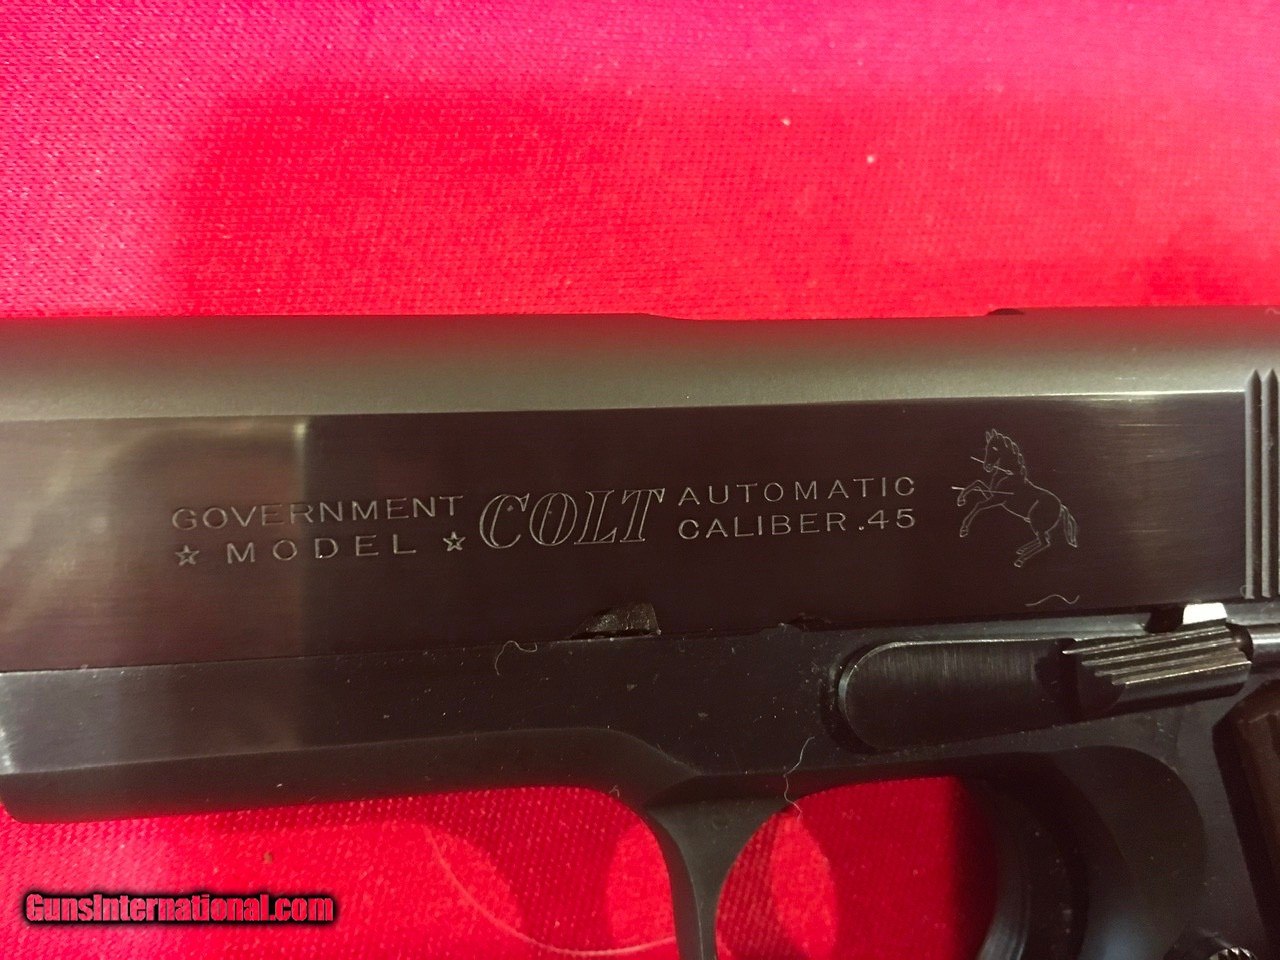 GOVERNMENT
★ MODEL ★
COLT
AUTOMATIC
CALIBER .45
GunsInternational.com